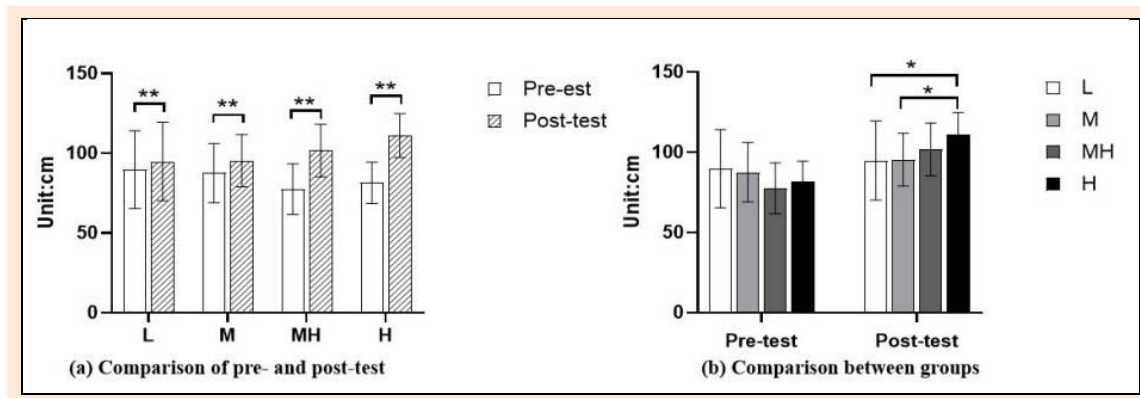 150
100
50
0
Unit:cm
**
**
**
**
L
M
MH
H
Pre-est
Post-test
(a) Comparison of pre- and post-test
150
100
50
0
Unit:cm
*
*
Pre-test
Post-test
L
M
MH
H
(b) Comparison between groups